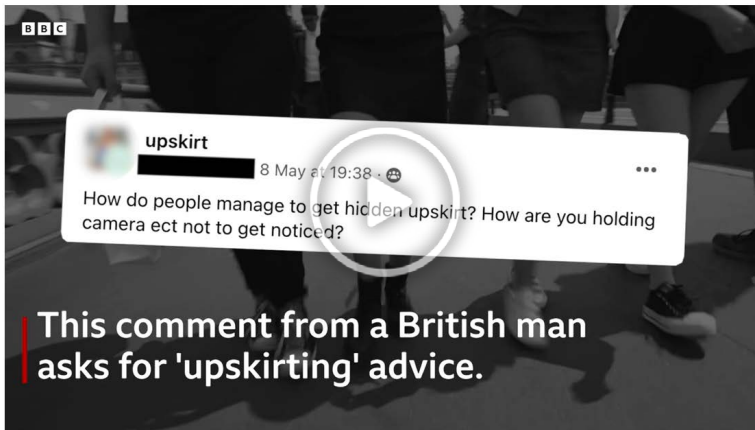 BBC
upskirt
8 May at 19:38 ·
How do people manage to get hidden upskirt? How are you holding
camera ect not to get noticed?
This comment from a British man
asks for 'upskirting' advice.